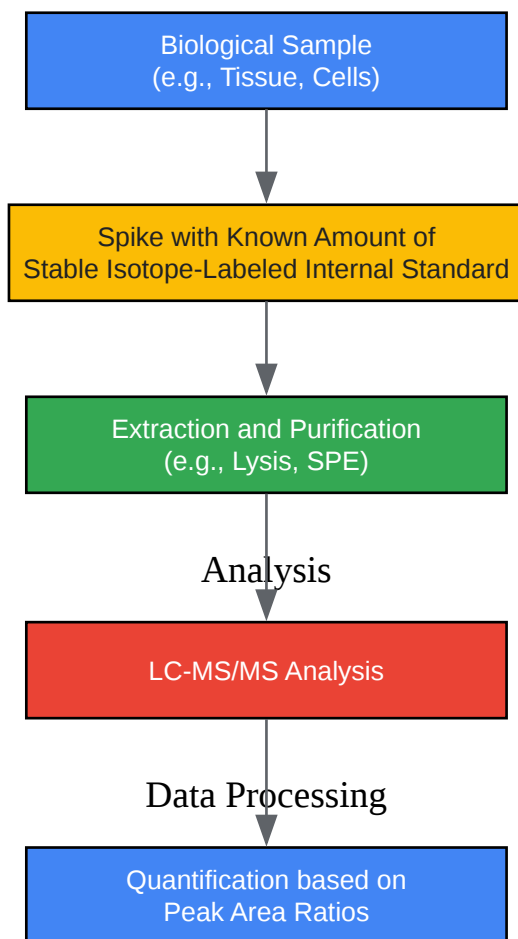 Biological Sample
(e.g., Tissue, Cells)
Spike with Known Amount of
Stable Isotope-Labeled Internal Standard
Extraction and Purification
(e.g., Lysis, SPE)
Analysis
LC-MS/MS Analysis
Data Processing
Quantification based on
Peak Area Ratios